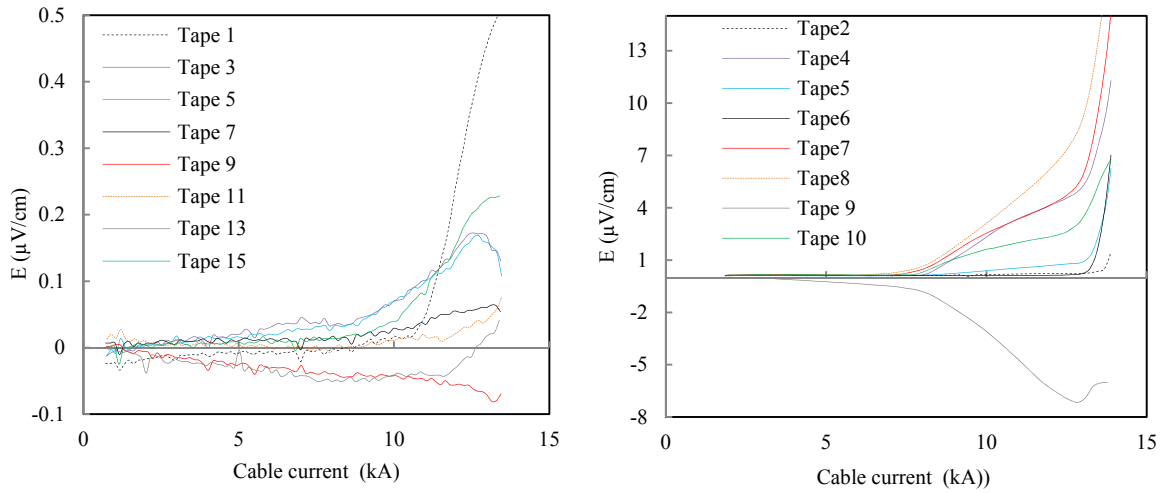 0.5
0.4
0.3
0.2
0.1
0
-0.1
E (µV/cm)
Tape 1
Tape 3
Tape 5
Tape 7
Tape 9
Tape 11
Tape 13
Tape 15
0 5 10 15
Cable current (kA)
13
10
7
4
1
-2
-5
-8
E (µV/cm)
Tape2
Tape4
Tape5
Tape6
Tape7
Tape8
Tape 9
Tape 10
0 5 10 15
Cable current (kA))